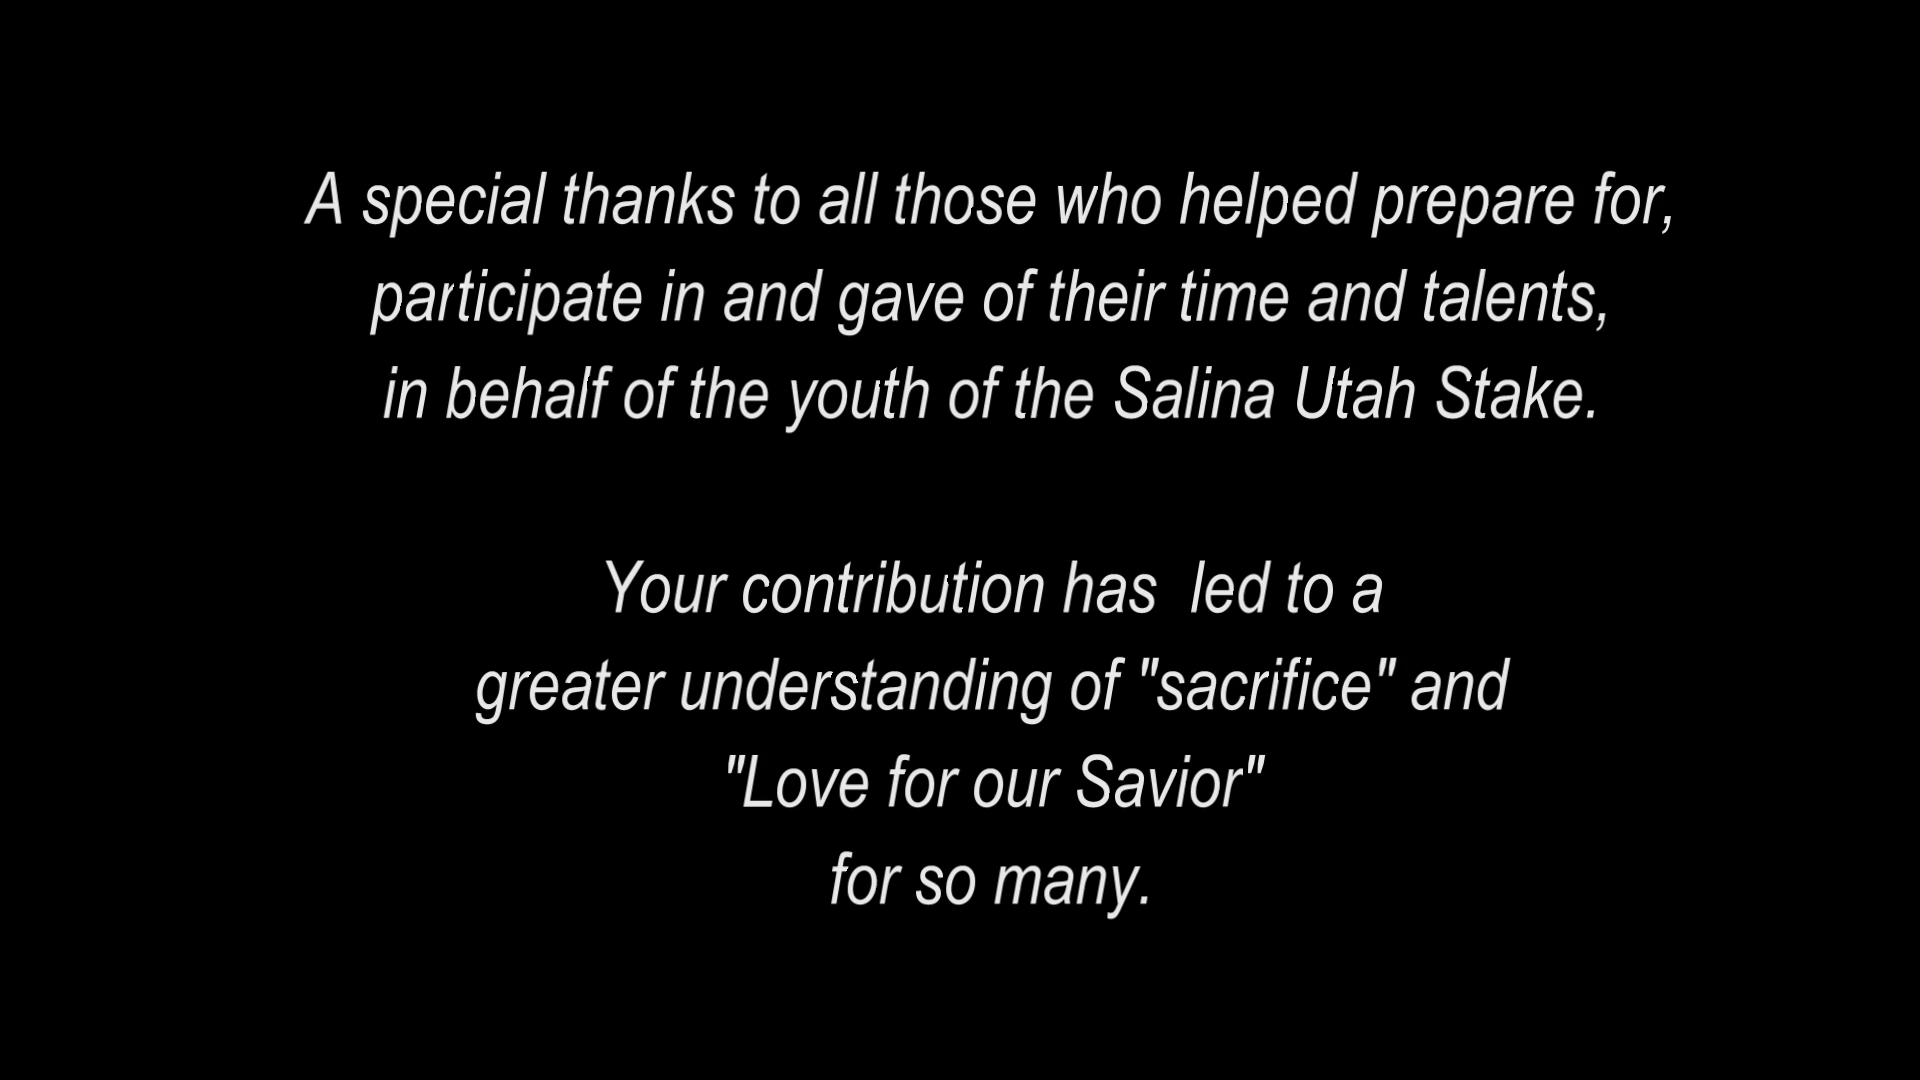 A special thanks to all those who helped prepare for,
participate in and gave of their time and talents,
in behalf of the youth of the Salina Utah Stake.
Your contribution has  led to a
greater understanding of "sacrifice" and
"Love for our Savior"
for so many.